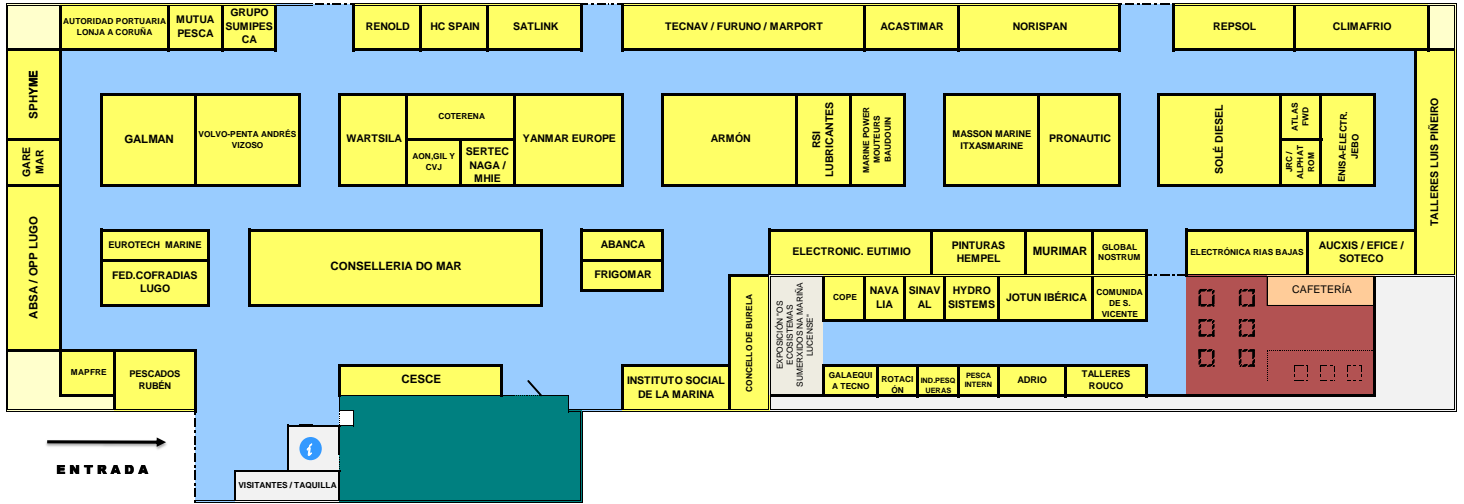 AUTORIDAD PORTUARIA
LONJA A CORUÑA
MUTUA
PESCA
GRUPO
SUMIPES
CA
RENOLD
HC SPAIN
SATLINK
TECNAV / FURUNO / MARPORT
ACASTIMAR
NORISPAN
REPSOL
CLIMAFRIO
SPHYME
GARE
MAR
ABSA / OPP LUGO
GALMAN
VOLVO-PENTA ANDRÉS
VIZOSO
WARTSILA
COTERENA
AON,GIL Y
CVJ
SERTEC
NAGA /
MHIE
YANMAR EUROPE
ARMÓN
RSI
LUBRICANTES
MARINE POWER
MOUTEURS
BAUDOUIN
MASSON MARINE
ITXASMARINE
PRONAUTIC
SOLÉ DIESEL
ATLAS
FWD
JRC /
ALPHAT
ROM
ENISA-ELECTR.
JEBO
TALLERES LUIS PIÑEIRO
EUROTECH MARINE
FED.COFRADIAS
LUGO
CONSELLERIA DO MAR
ABANCA
FRIGOMAR
ELECTRONIC. EUTIMIO
PINTURAS
HEMPEL
MURIMAR
GLOBAL
NOSTRUM
ELECTRÓNICA RIAS BAJAS
AUCXIS / EFICE /
SOTECO
CONCELLO DE BURELA
EXPOSICIÓN "OS
ECOSISTEMAS
SUMERXIDOS NA MARIÑA
LUCENSE"
COPE
NAVA
LIA
SINAV
AL
HYDRO
SISTEMS
JOTUN IBÉRICA
COMUNIDA
DE S.
VICENTE
CAFETERÍA
MAPFRE
PESCADOS
RUBÉN
CESCE
INSTITUTO SOCIAL
DE LA MARINA
GALAEQUI
A TECNO
ROTACI
ÓN
IND.PESQ
UERAS
PESCA
INTERN
ADRIO
TALLERES
ROUCO
ENTRADA
i
VISITANTES / TAQUILLA